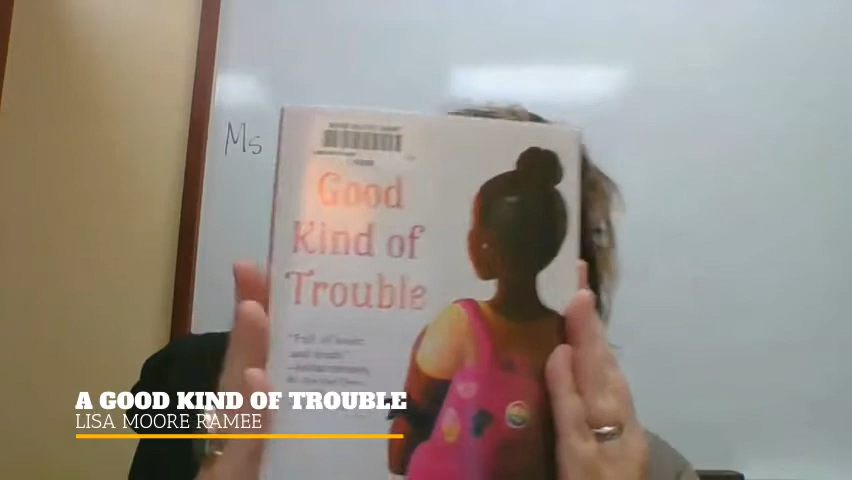 Ms
Good
Kind of
Trouble
"Full of heart
and truth"
A GOOD KIND OF TROUBLE
LISA MOORE RAMEE